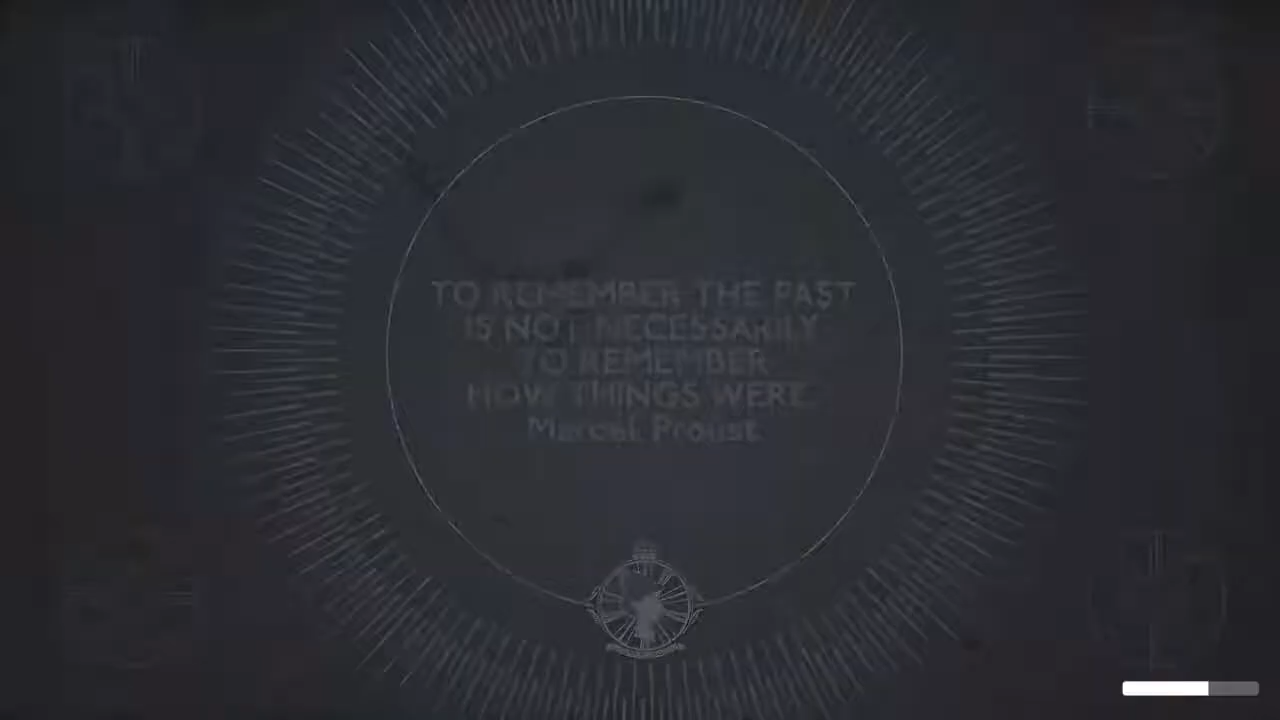 TO REMEMBER THE PAST
IS NOT NECESSARILY
TO REMEMBER
HOW THINGS WERE.
Marcel Proust